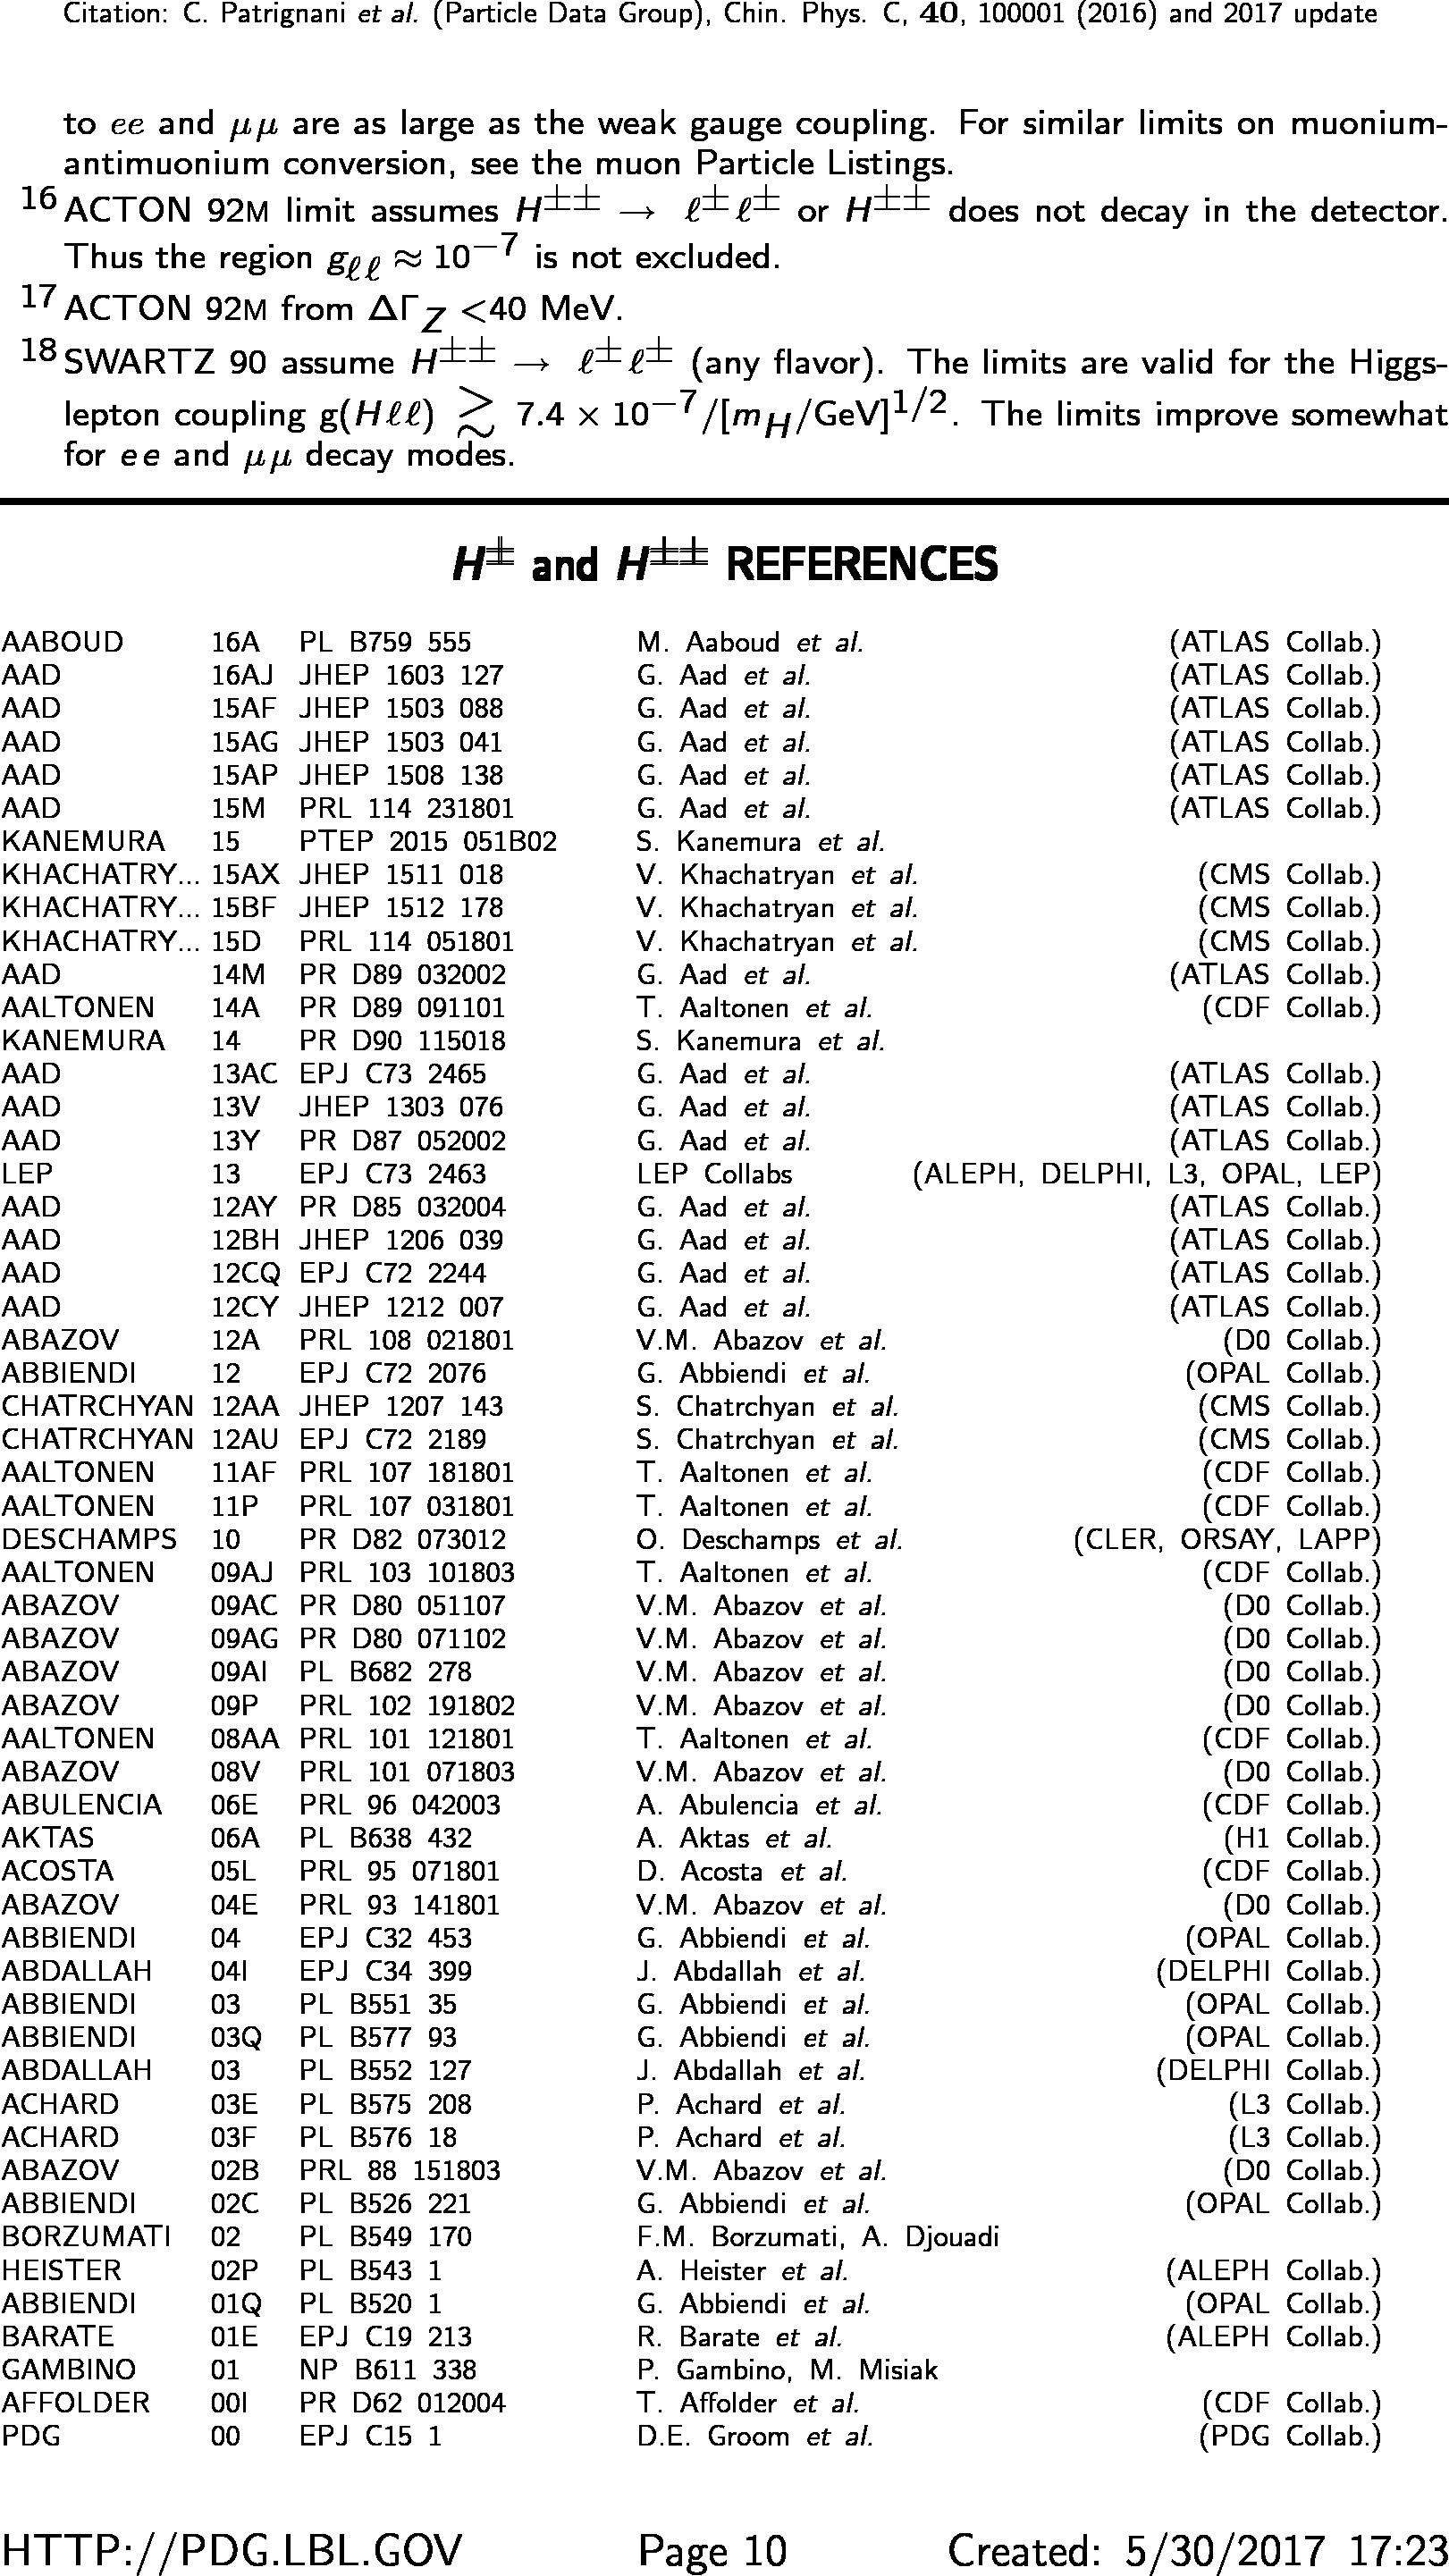 Citation: C. Patrignani et al. (Particle Data Group), Chin. Phys. C, 40, 100001 (2016) and 2017 update
to ee and μμ are as large as the weak gauge coupling. For similar limits on muonium-
antimuonium conversion, see the muon Particle Listings.
16 ACTON 92M limit assumes H±± → ℓ±ℓ± or H±± does not decay in the detector.
Thus the region gℓℓ ≈ 10−7 is not excluded.
17 ACTON 92M from ΔΓZ <40 MeV.
18 SWARTZ 90 assume H±± → ℓ±ℓ± (any flavor). The limits are valid for the Higgs-
lepton coupling g(Hℓℓ) ≳ 7.4 × 10−7/[mH/GeV]1/2. The limits improve somewhat
for ee and μμ decay modes.
H± and H±± REFERENCES
AABOUD 16A PL B759 555 M. Aaboud et al. (ATLAS Collab.)
AAD 16AJ JHEP 1603 127 G. Aad et al. (ATLAS Collab.)
AAD 15AF JHEP 1503 088 G. Aad et al. (ATLAS Collab.)
AAD 15AG JHEP 1503 041 G. Aad et al. (ATLAS Collab.)
AAD 15AP JHEP 1508 138 G. Aad et al. (ATLAS Collab.)
AAD 15M PRL 114 231801 G. Aad et al. (ATLAS Collab.)
KANEMURA 15 PTEP 2015 051B02 S. Kanemura et al.
KHACHATRY... 15AX JHEP 1511 018 V. Khachatryan et al. (CMS Collab.)
KHACHATRY... 15BF JHEP 1512 178 V. Khachatryan et al. (CMS Collab.)
KHACHATRY... 15D PRL 114 051801 V. Khachatryan et al. (CMS Collab.)
AAD 14M PR D89 032002 G. Aad et al. (ATLAS Collab.)
AALTONEN 14A PR D89 091101 T. Aaltonen et al. (CDF Collab.)
KANEMURA 14 PR D90 115018 S. Kanemura et al.
AAD 13AC EPJ C73 2465 G. Aad et al. (ATLAS Collab.)
AAD 13V JHEP 1303 076 G. Aad et al. (ATLAS Collab.)
AAD 13Y PR D87 052002 G. Aad et al. (ATLAS Collab.)
LEP 13 EPJ C73 2463 LEP Collabs (ALEPH, DELPHI, L3, OPAL, LEP)
AAD 12AY PR D85 032004 G. Aad et al. (ATLAS Collab.)
AAD 12BH JHEP 1206 039 G. Aad et al. (ATLAS Collab.)
AAD 12CQ EPJ C72 2244 G. Aad et al. (ATLAS Collab.)
AAD 12CY JHEP 1212 007 G. Aad et al. (ATLAS Collab.)
ABAZOV 12A PRL 108 021801 V.M. Abazov et al. (D0 Collab.)
ABBIENDI 12 EPJ C72 2076 G. Abbiendi et al. (OPAL Collab.)
CHATRCHYAN 12AA JHEP 1207 143 S. Chatrchyan et al. (CMS Collab.)
CHATRCHYAN 12AU EPJ C72 2189 S. Chatrchyan et al. (CMS Collab.)
AALTONEN 11AF PRL 107 181801 T. Aaltonen et al. (CDF Collab.)
AALTONEN 11P PRL 107 031801 T. Aaltonen et al. (CDF Collab.)
DESCHAMPS 10 PR D82 073012 O. Deschamps et al. (CLER, ORSAY, LAPP)
AALTONEN 09AJ PRL 103 101803 T. Aaltonen et al. (CDF Collab.)
ABAZOV 09AC PR D80 051107 V.M. Abazov et al. (D0 Collab.)
ABAZOV 09AG PR D80 071102 V.M. Abazov et al. (D0 Collab.)
ABAZOV 09AI PL B682 278 V.M. Abazov et al. (D0 Collab.)
ABAZOV 09P PRL 102 191802 V.M. Abazov et al. (D0 Collab.)
AALTONEN 08AA PRL 101 121801 T. Aaltonen et al. (CDF Collab.)
ABAZOV 08V PRL 101 071803 V.M. Abazov et al. (D0 Collab.)
ABULENCIA 06E PRL 96 042003 A. Abulencia et al. (CDF Collab.)
AKTAS 06A PL B638 432 A. Aktas et al. (H1 Collab.)
ACOSTA 05L PRL 95 071801 D. Acosta et al. (CDF Collab.)
ABAZOV 04E PRL 93 141801 V.M. Abazov et al. (D0 Collab.)
ABBIENDI 04 EPJ C32 453 G. Abbiendi et al. (OPAL Collab.)
ABDALLAH 04I EPJ C34 399 J. Abdallah et al. (DELPHI Collab.)
ABBIENDI 03 PL B551 35 G. Abbiendi et al. (OPAL Collab.)
ABBIENDI 03Q PL B577 93 G. Abbiendi et al. (OPAL Collab.)
ABDALLAH 03 PL B552 127 J. Abdallah et al. (DELPHI Collab.)
ACHARD 03E PL B575 208 P. Achard et al. (L3 Collab.)
ACHARD 03F PL B576 18 P. Achard et al. (L3 Collab.)
ABAZOV 02B PRL 88 151803 V.M. Abazov et al. (D0 Collab.)
ABBIENDI 02C PL B526 221 G. Abbiendi et al. (OPAL Collab.)
BORZUMATI 02 PL B549 170 F.M. Borzumati, A. Djouadi
HEISTER 02P PL B543 1 A. Heister et al. (ALEPH Collab.)
ABBIENDI 01Q PL B520 1 G. Abbiendi et al. (OPAL Collab.)
BARATE 01E EPJ C19 213 R. Barate et al. (ALEPH Collab.)
GAMBINO 01 NP B611 338 P. Gambino, M. Misiak
AFFOLDER 00I PR D62 012004 T. Affolder et al. (CDF Collab.)
PDG 00 EPJ C15 1 D.E. Groom et al. (PDG Collab.)
HTTP://PDG.LBL.GOV Page 10 Created: 5/30/2017 17:23